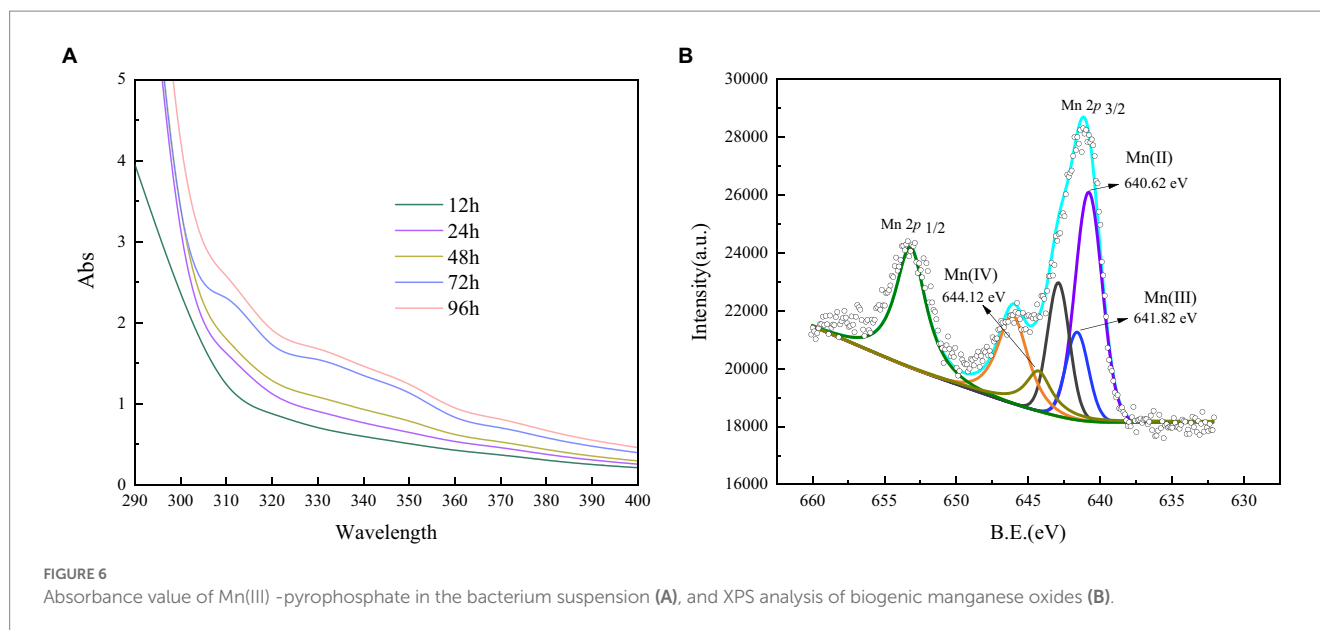 A
5
4
3
2
1
0
Abs
290 300 310 320 330 340 350 360 370 380 390 400
Wavelength
12h
24h
48h
72h
96h
B
30000
28000
26000
24000
22000
20000
18000
16000
Intensity(a.u.)
660 655 650 645 640 635 630
B.E.(eV)
Mn 2p 3/2
Mn(II)
640.62 eV
Mn 2p 1/2
Mn(IV)
644.12 eV
Mn(III)
641.82 eV
FIGURE 6
Absorbance value of Mn(III) -pyrophosphate in the bacterium suspension (A), and XPS analysis of biogenic manganese oxides (B).